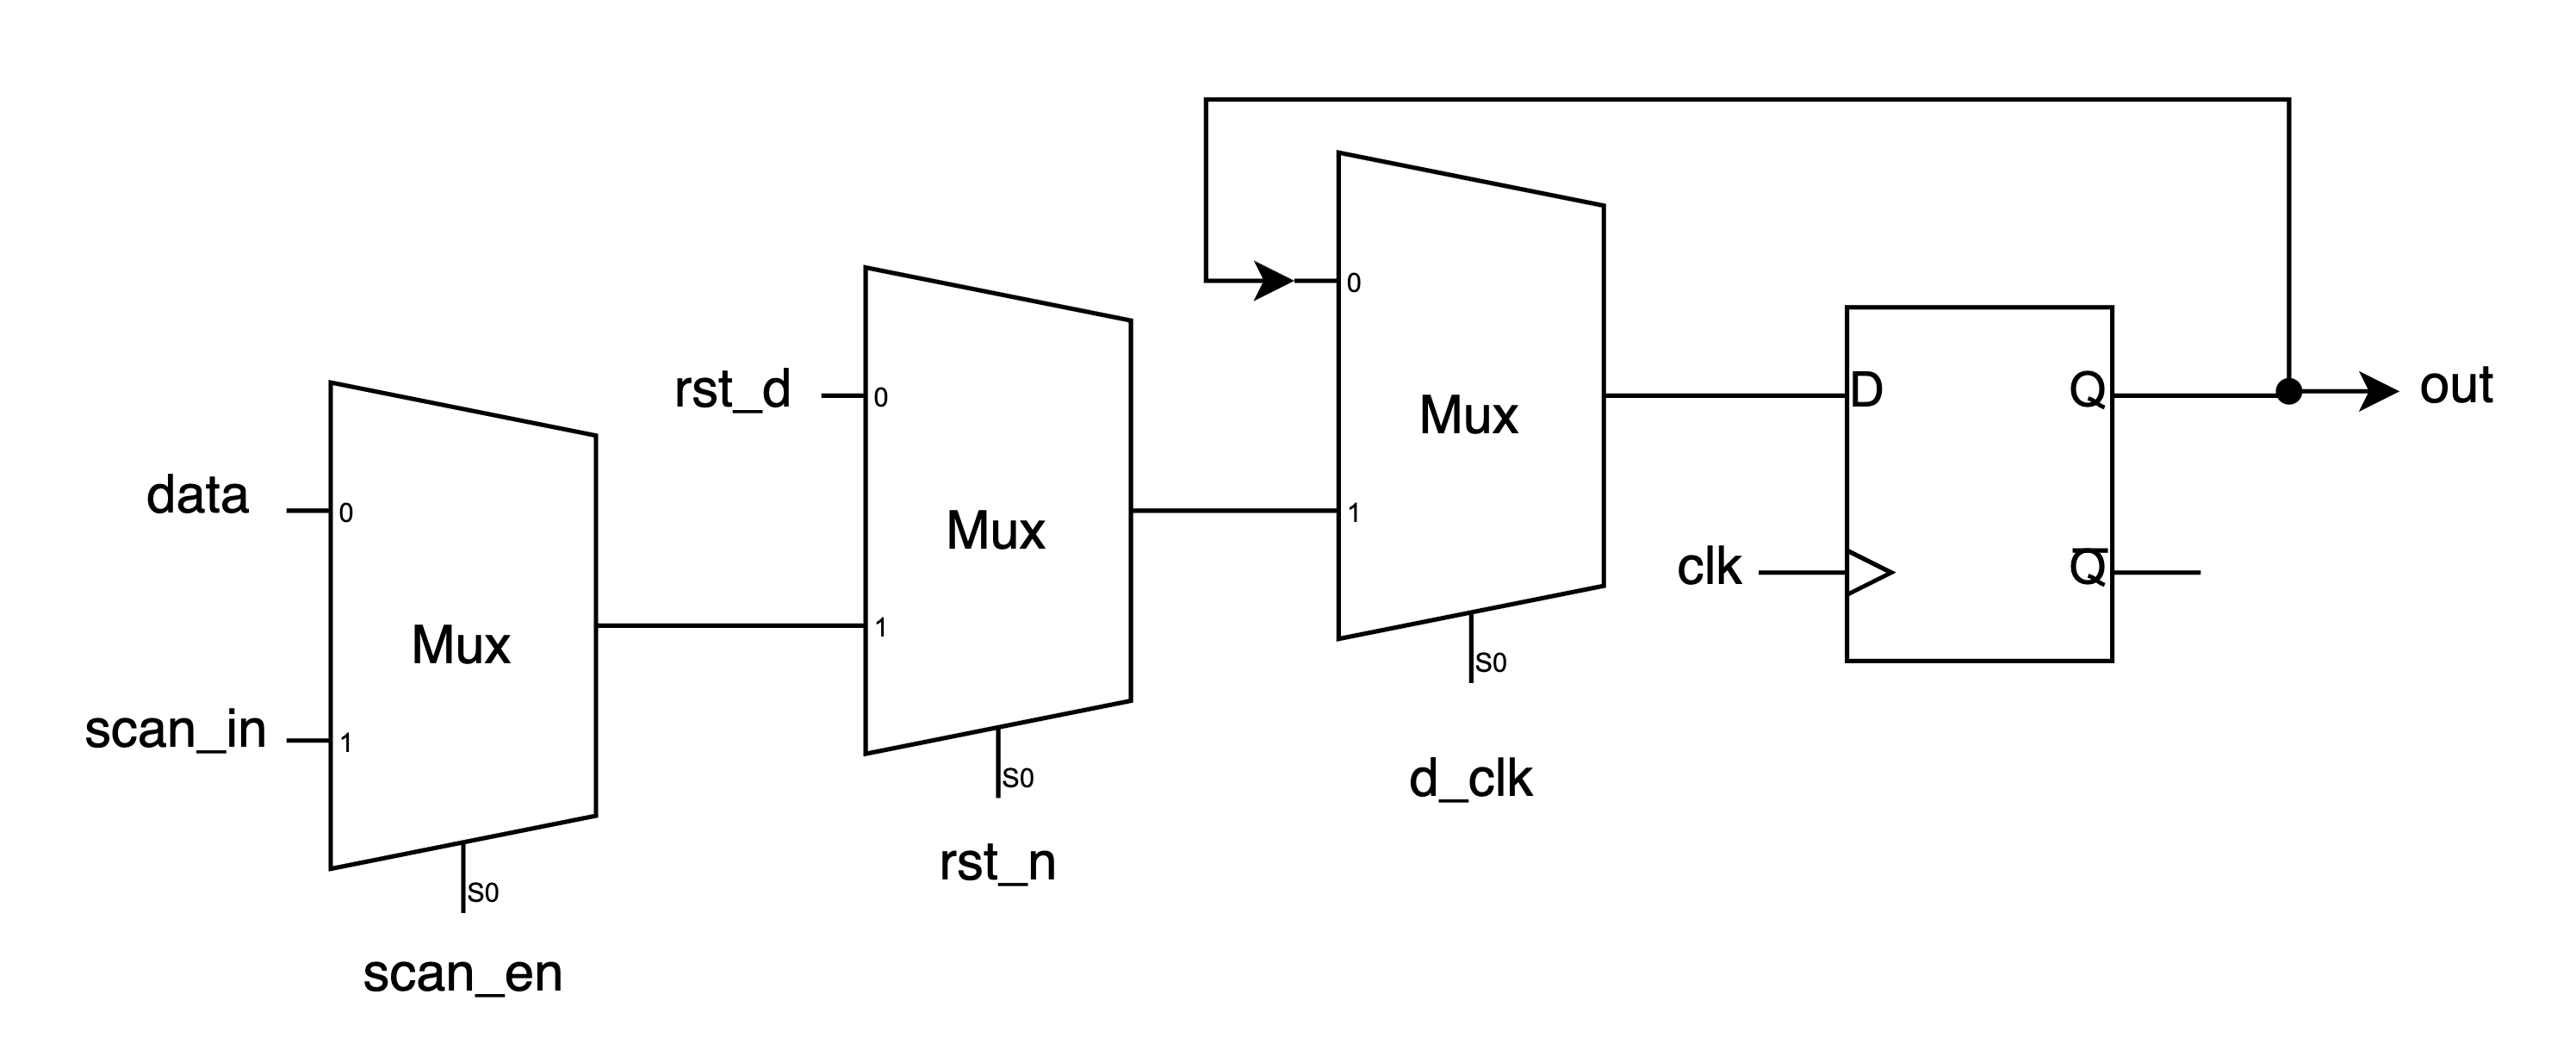 0
rst_d
0
D
Q
out
Mux
data
0
Mux
1
clk
Q
1
Mux
S0
scan_in
1
S0
d_clk
rst_n
S0
scan_en